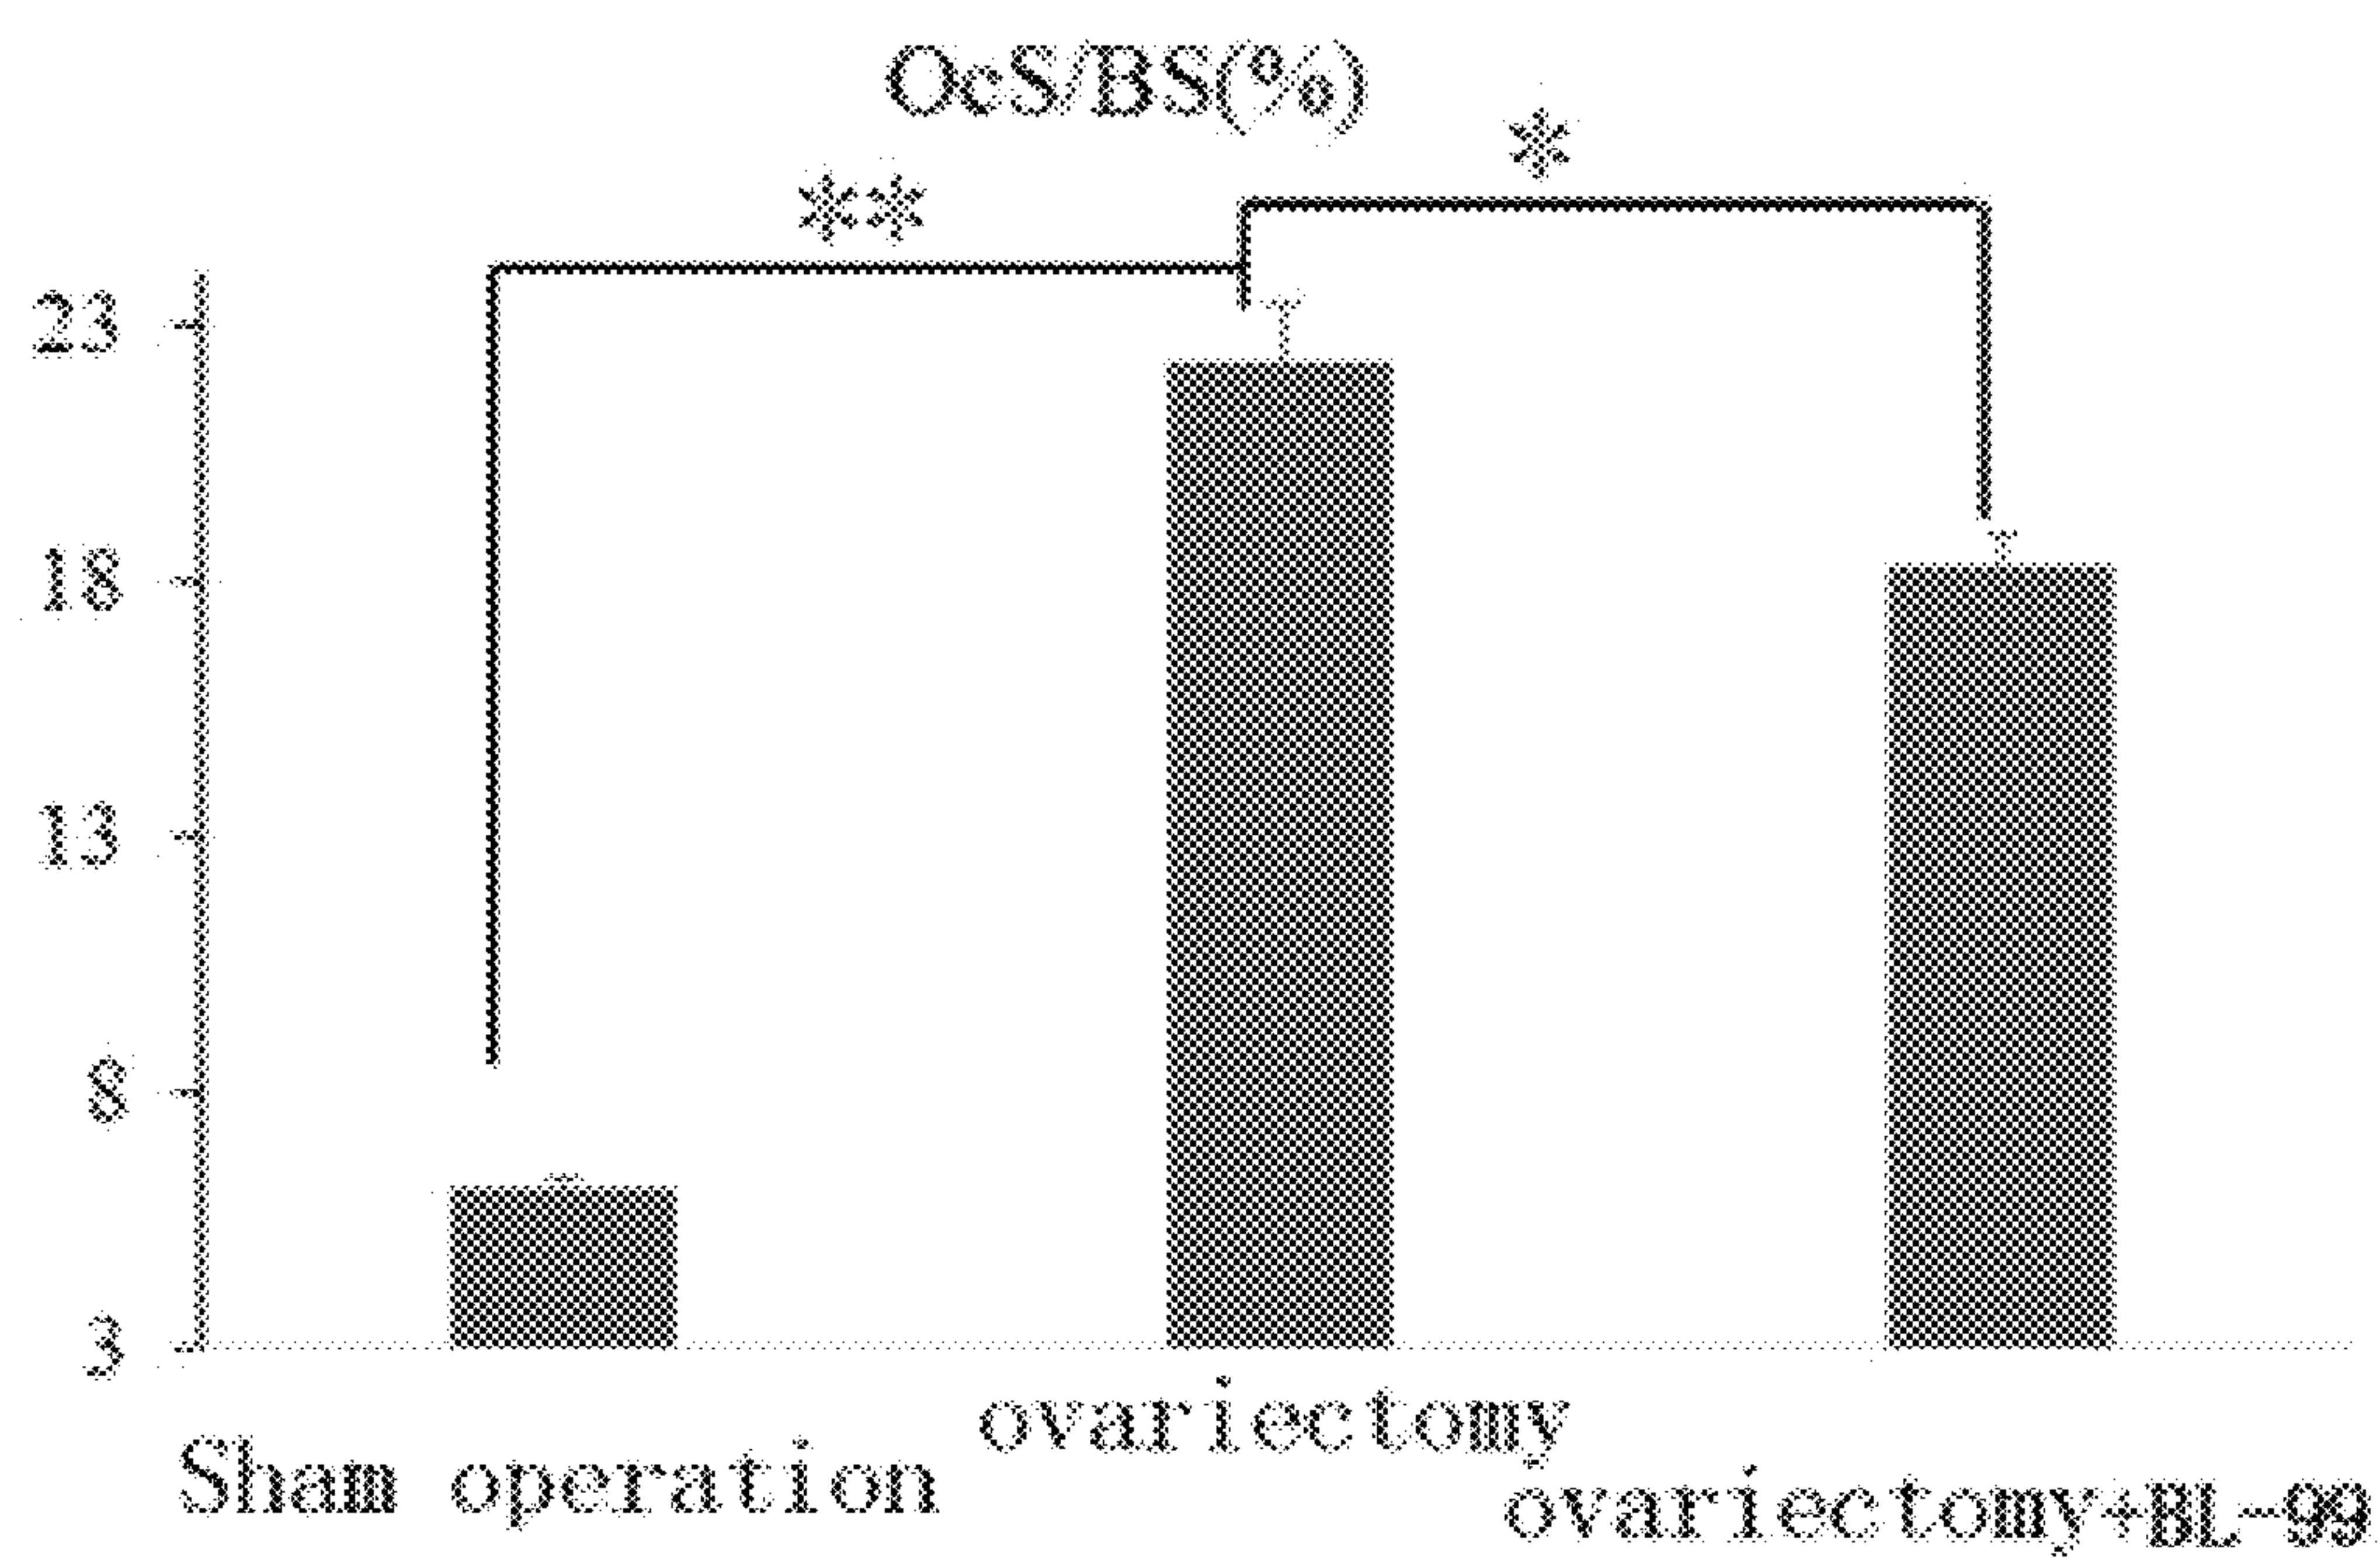 OcS/BS(%)
*
**
23
18
13
8
3
ovariectomy
Sham operation
ovariectomy+BL-99